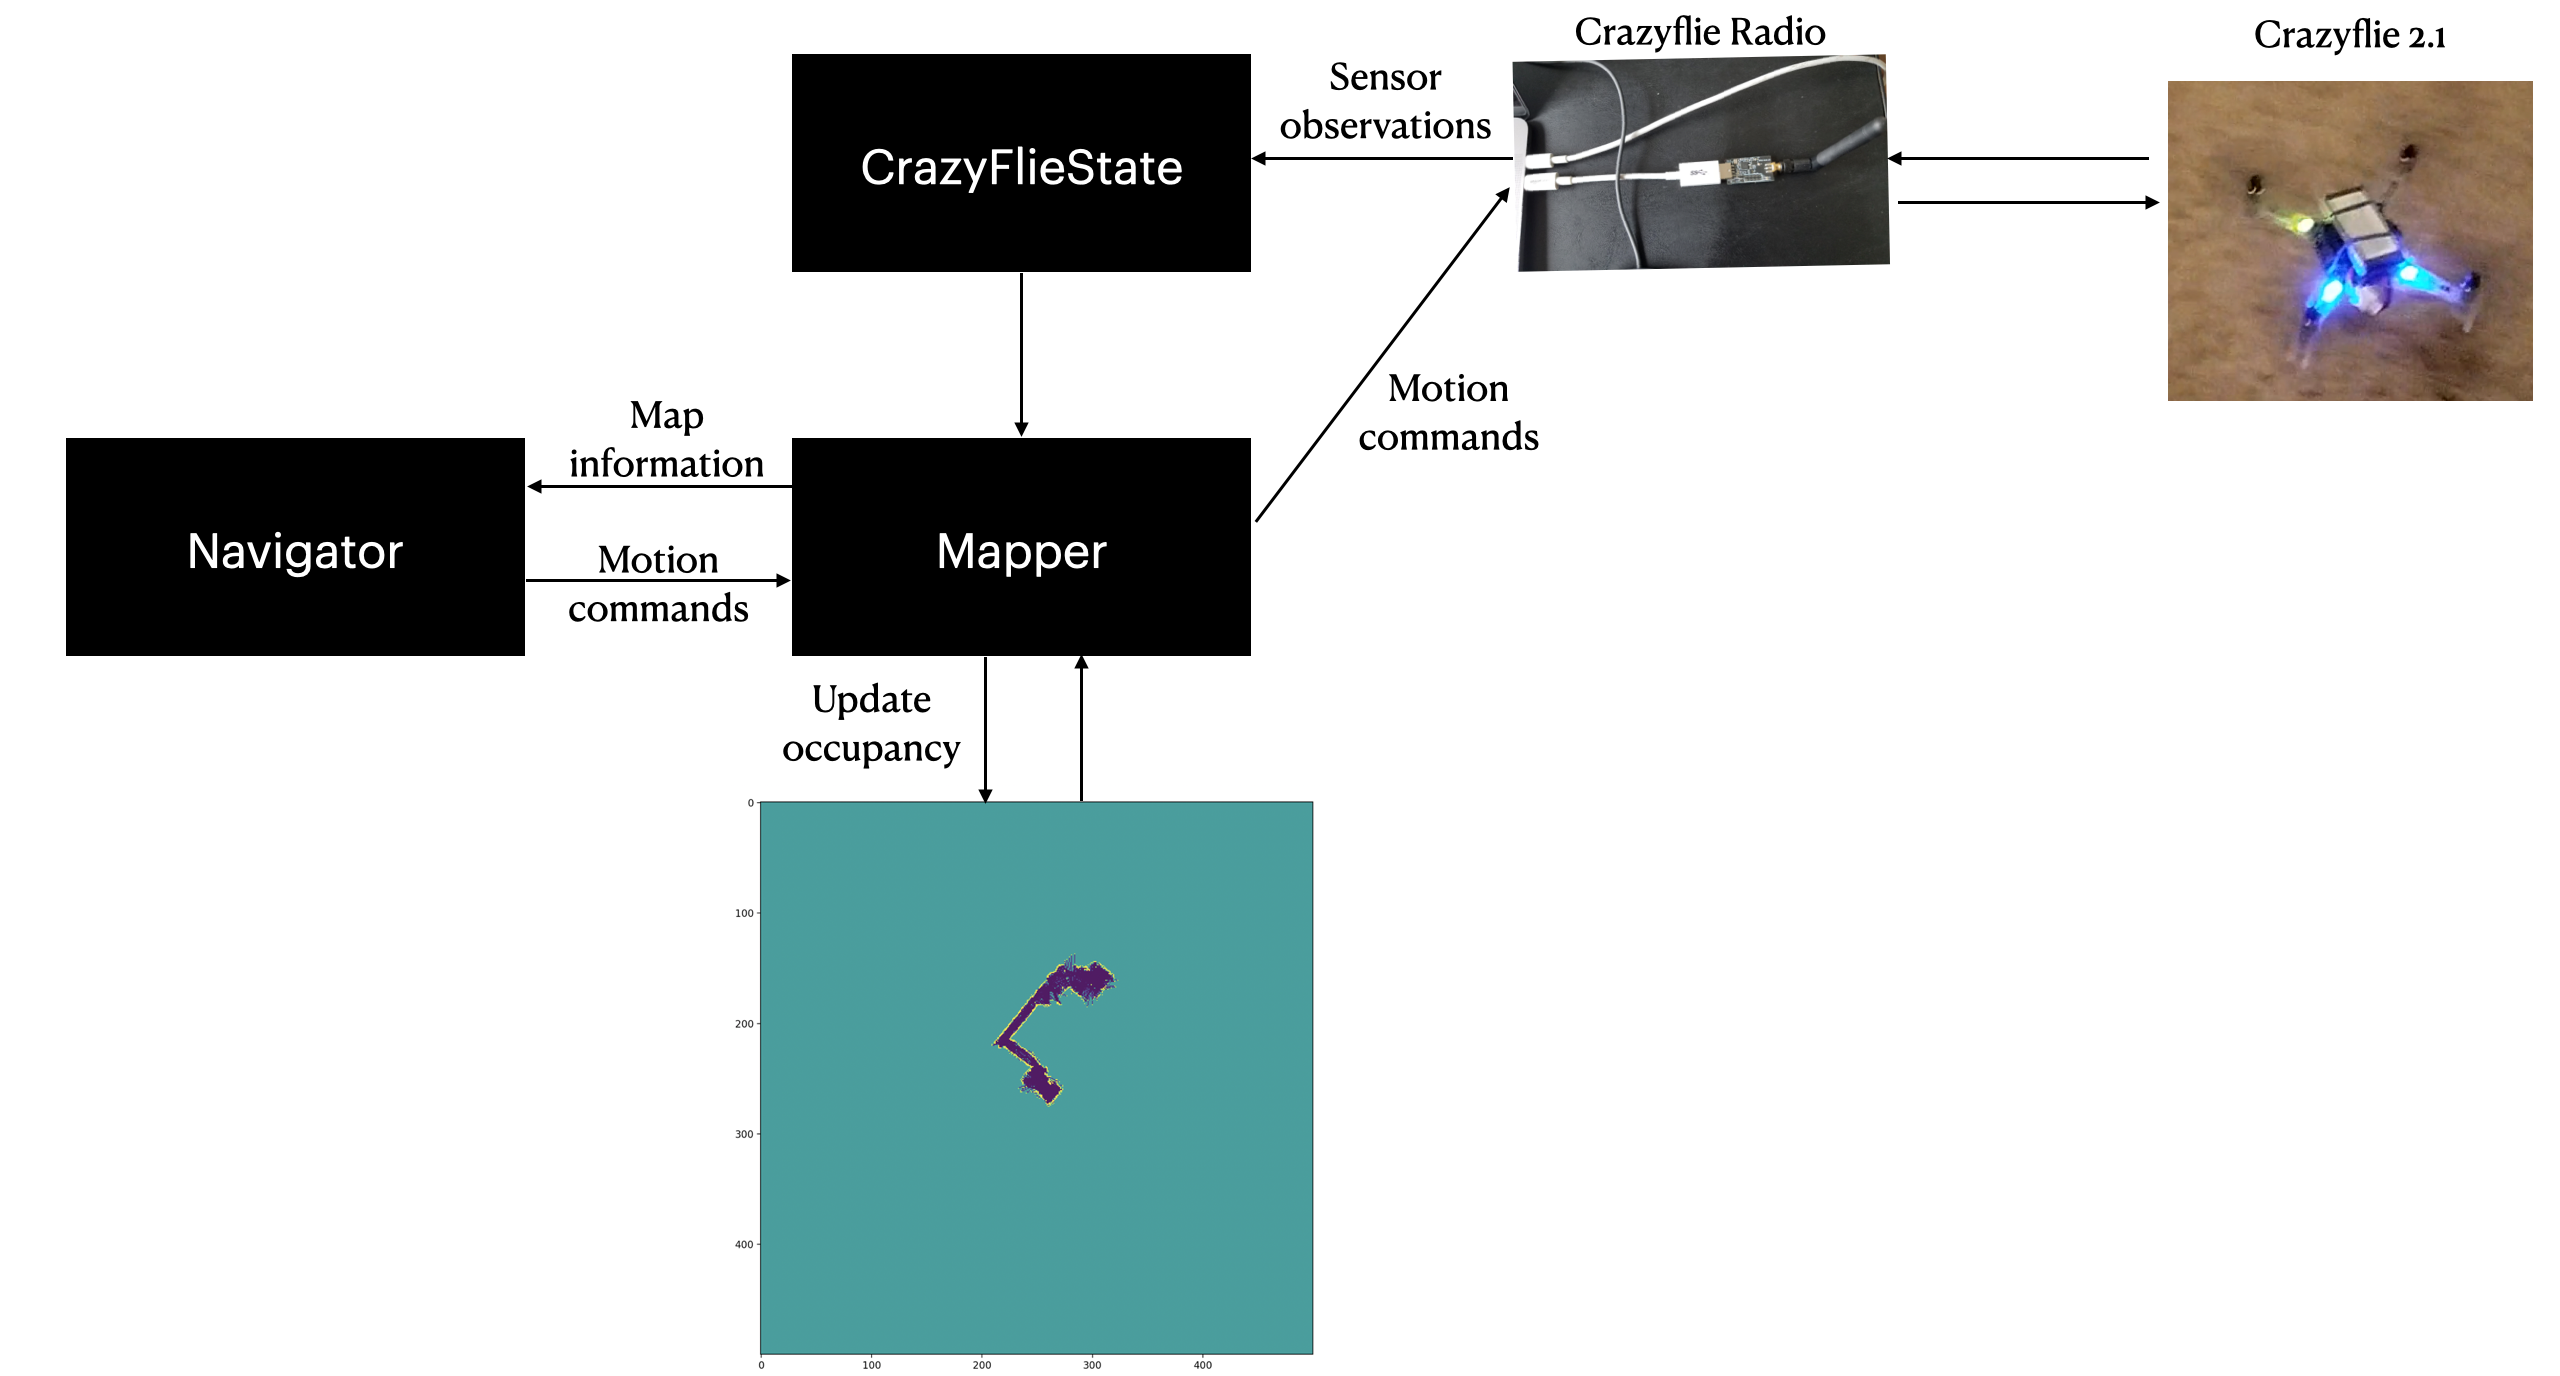 Crazyflie Radio
Crazyflie 2.1
Sensor
observations
CrazyFlieState
Motion
commands
Map
information
Navigator
Mapper
Motion
commands
Update
occupancy
0
100
200
300
400
0
100
200
300
400